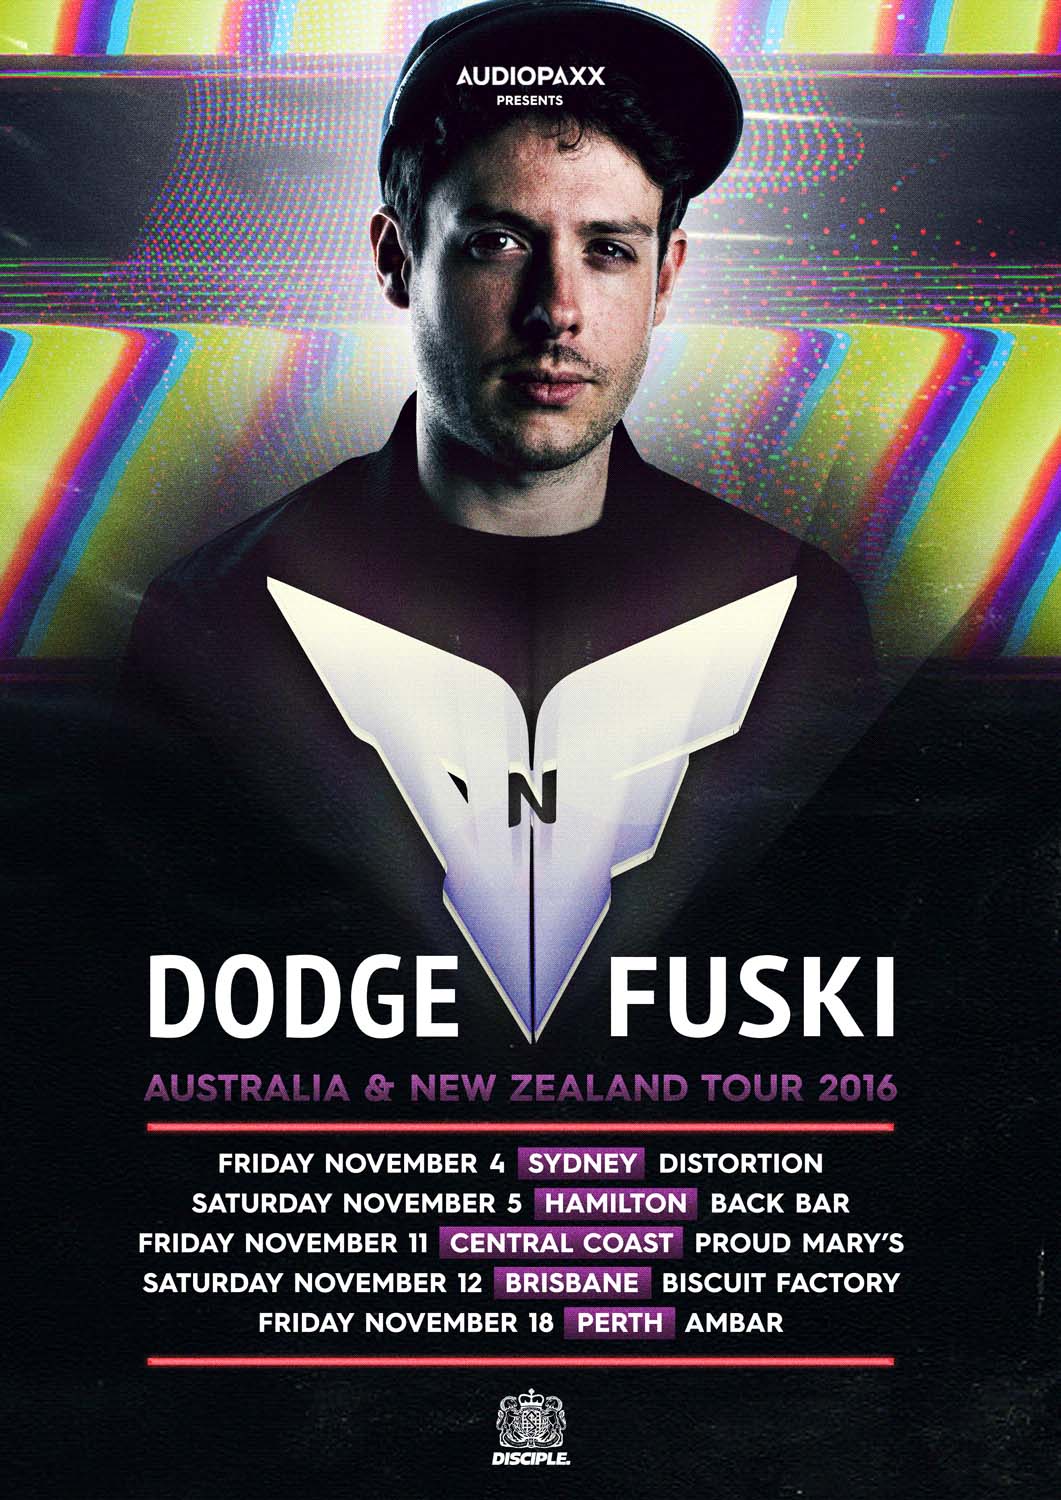 AUDIOPAXX
PRESENTS
N
DODGE FUSKI
AUSTRALIA & NEW ZEALAND TOUR 2016
FRIDAY NOVEMBER 4 SYDNEY DISTORTION
SATURDAY NOVEMBER 5 HAMILTON BACK BAR
FRIDAY NOVEMBER 11 CENTRAL COAST PROUD MARY'S
SATURDAY NOVEMBER 12 BRISBANE BISCUIT FACTORY
FRIDAY NOVEMBER 18 PERTH AMBAR
DISCIPLE.